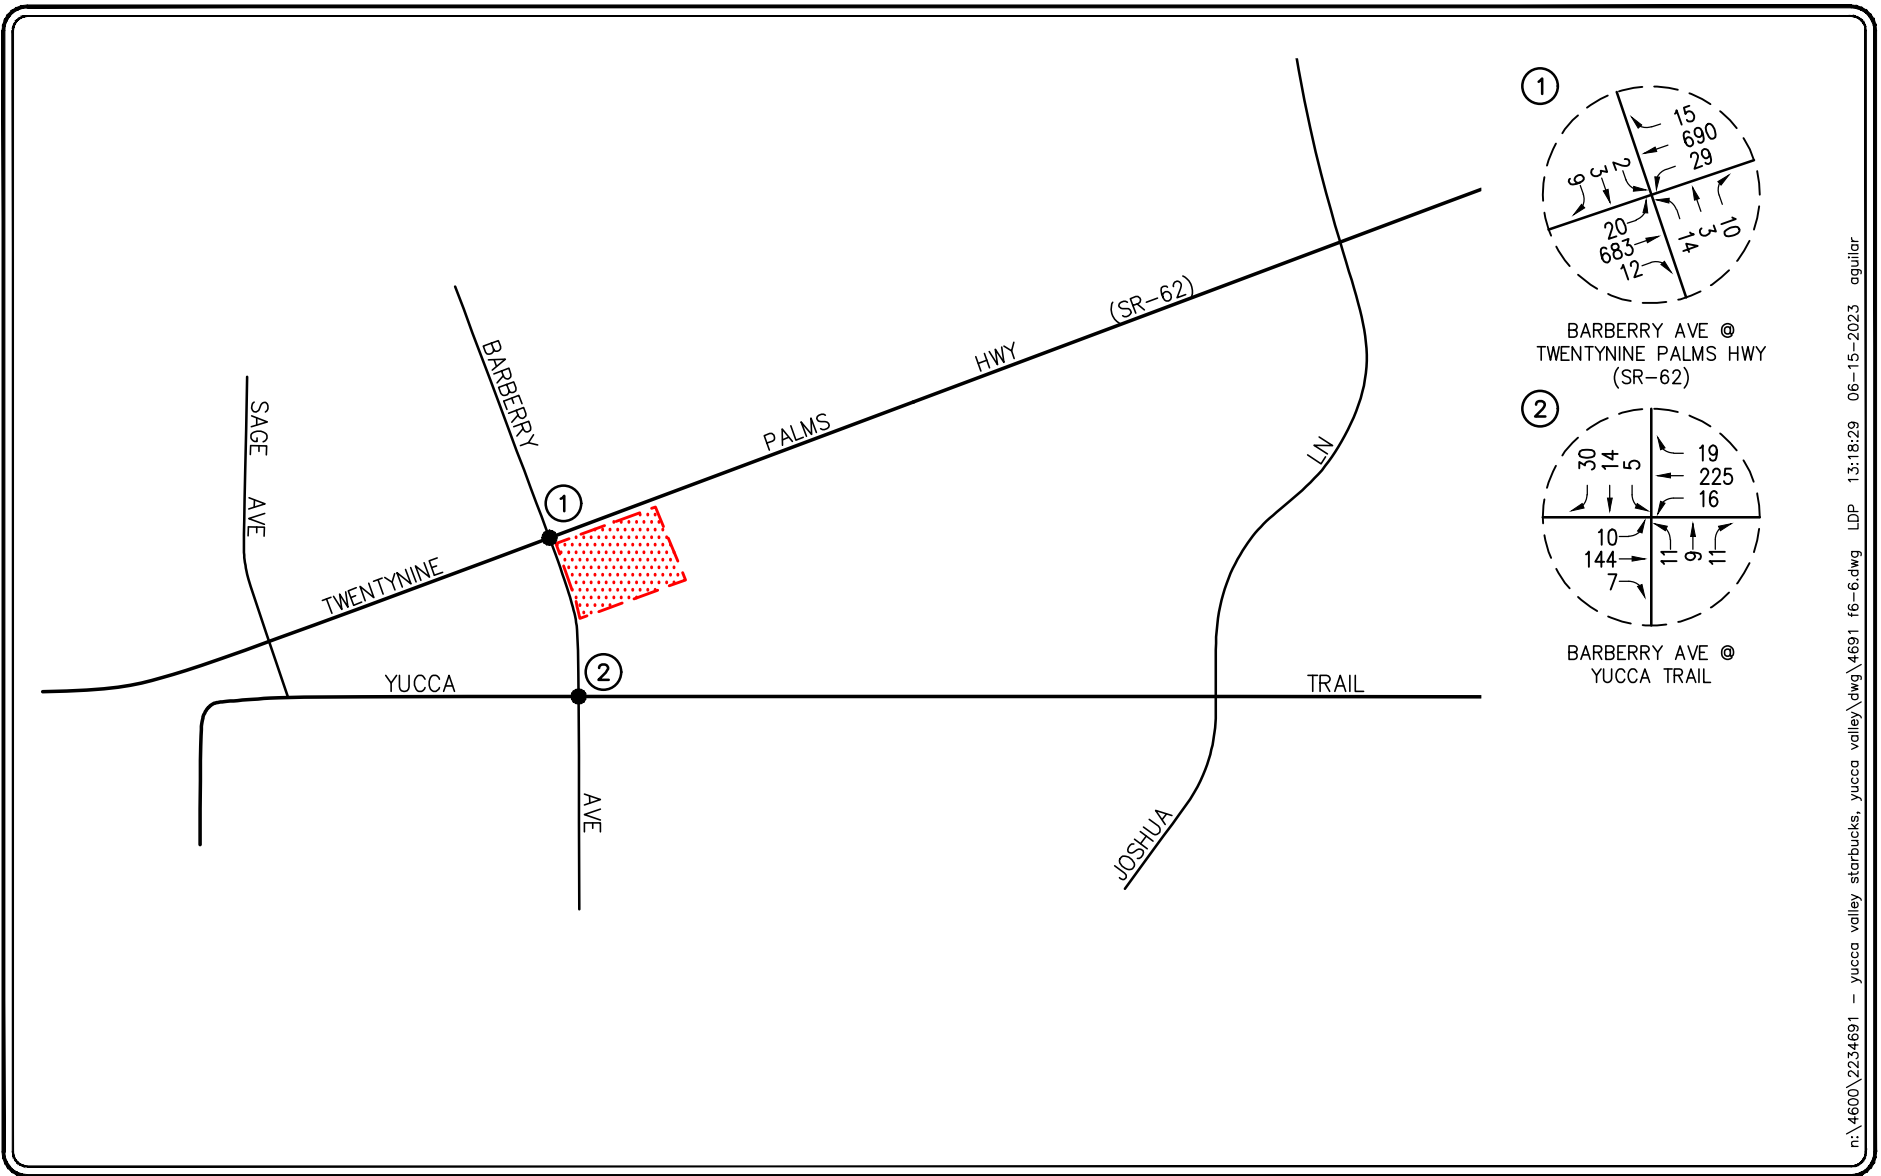 SAGE AVE
BARBERRY
AVE
TWENTYNINE PALMS HWY (SR-62)
YUCCA TRAIL
JOSHUA LN
1
2
1
15
690
29
2
3
9
20
683
12
14
3
10
BARBERRY AVE @
TWENTYNINE PALMS HWY
(SR-62)
2
30
14
5
19
225
16
10
144
7
11
9
11
BARBERRY AVE @
YUCCA TRAIL
n:\4600\2234691 - yucca valley starbucks, yucca valley\dwg\4691 f6-6.dwg LDP 13:18:29 06-15-2023 aguilar